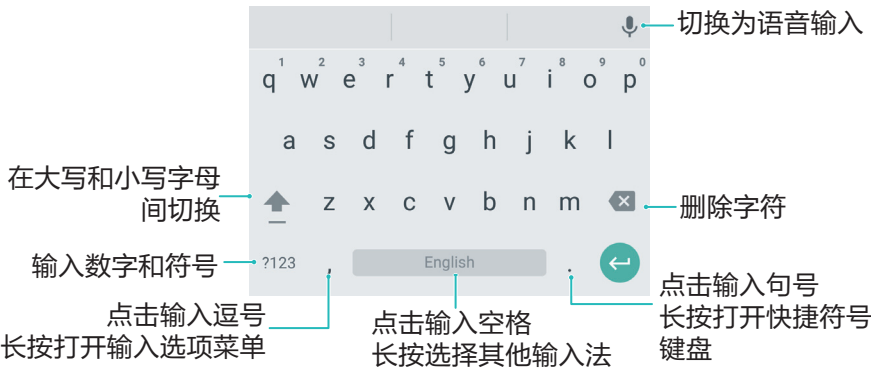 切换为语音输入
1 2 3 4 5 6 7 8 9 0
q w e r t y u i o p
a s d f g h j k l
在大写和小写字母
间切换
z x c v b n m
删除字符
输入数字和符号
?123 , English .
点击输入逗号
长按打开输入选项菜单
点击输入空格
长按选择其他输入法
点击输入句号
长按打开快捷符号
键盘